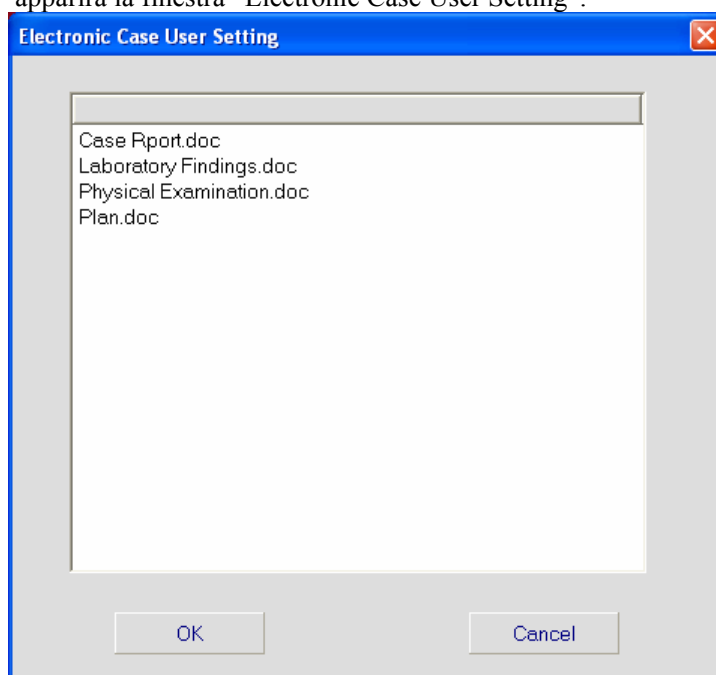 apparirà la finestra "Electronic Case User Setting".
Electronic Case User Setting
Case Rport.doc
Laboratory Findings.doc
Physical Examination.doc
Plan.doc
OK Cancel